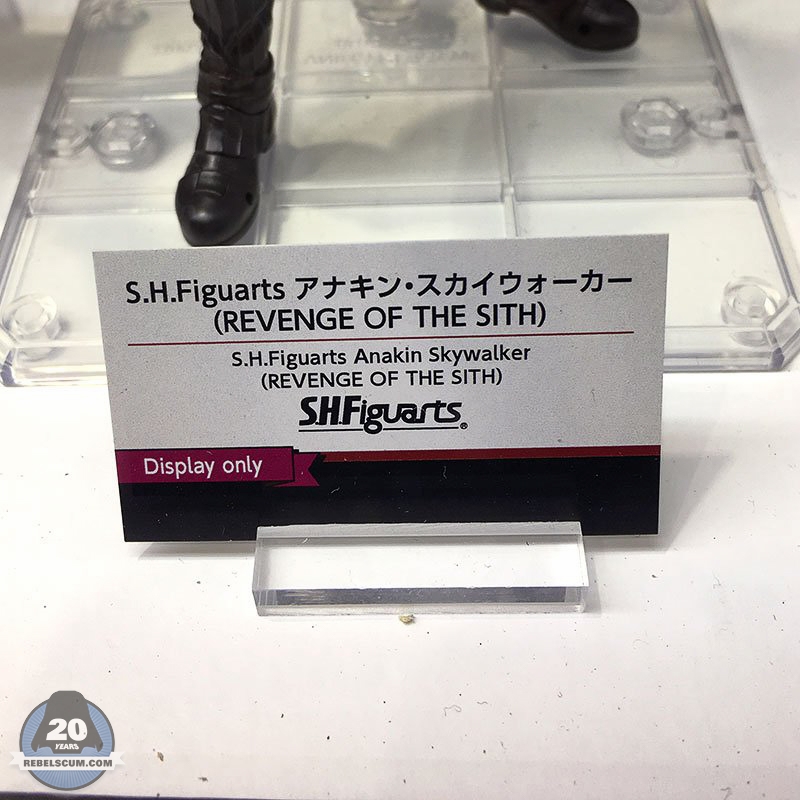 S.H.Figuarts アナキン・スカイウォーカー
(REVENGE OF THE SITH)
S.H.Figuarts Anakin Skywalker
(REVENGE OF THE SITH)
S.H.Figuarts®
Display only
20
YEARS
REBELSCUM.COM